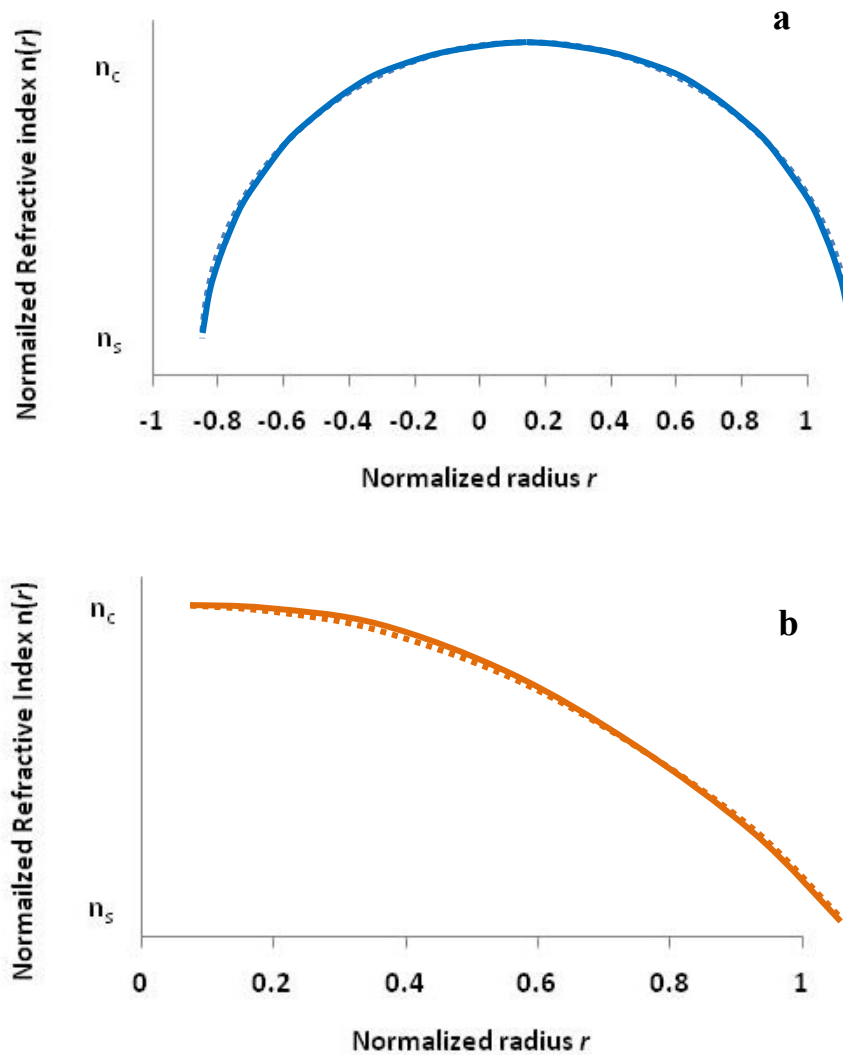 a
Normailzed Refractive index n(r)
n_c
n_s
-1 -0.8 -0.6 -0.4 -0.2 0 0.2 0.4 0.6 0.8 1
Normalized radius r
b
Normailzed Refractive Index n(r)
n_c
n_s
0 0.2 0.4 0.6 0.8 1
Normalized radius r